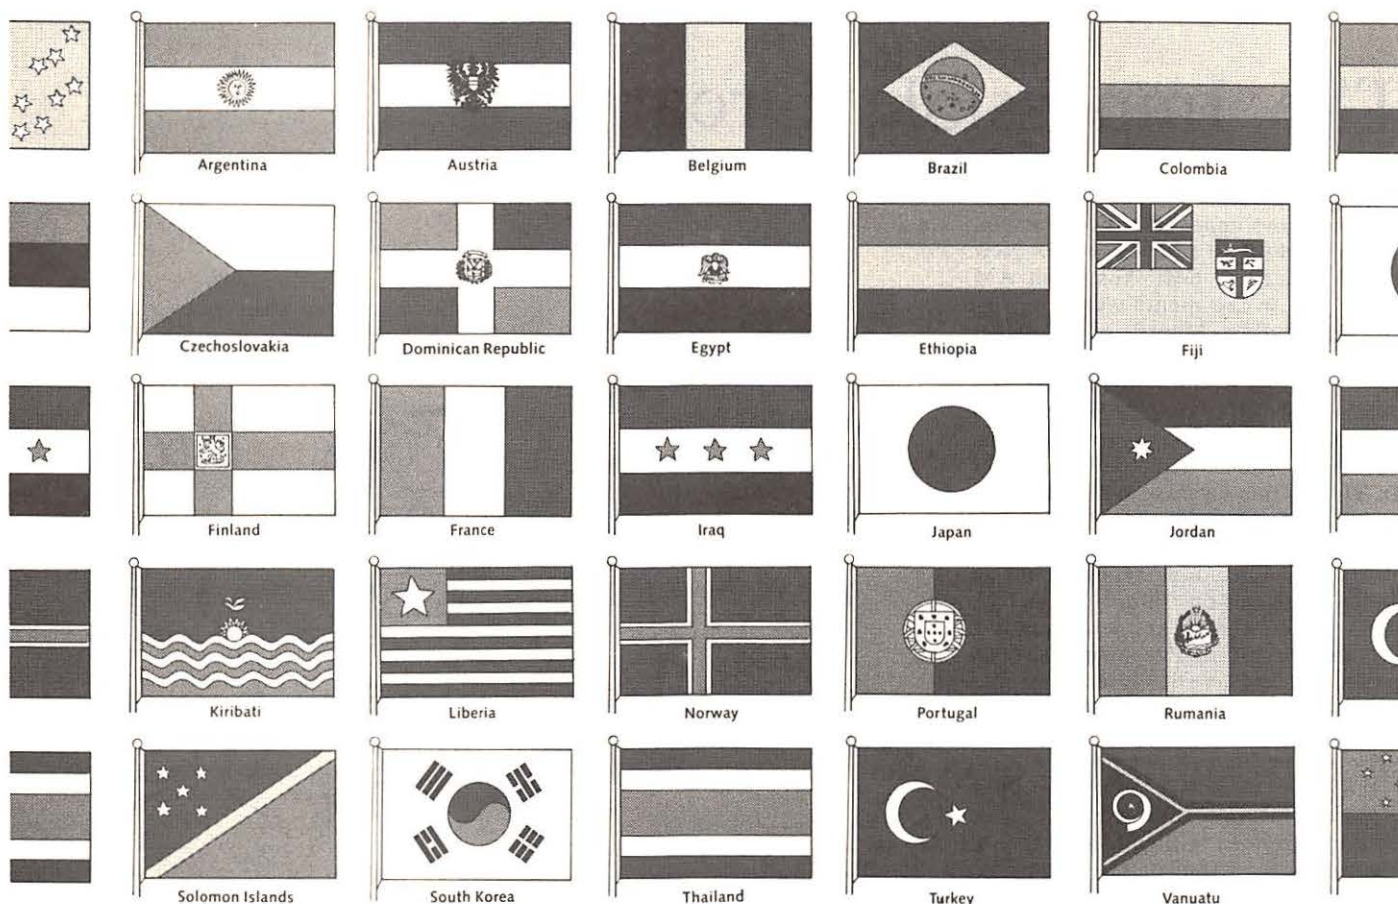 Argentina
Austria
Belgium
Brazil
Colombia
Czechoslovakia
Dominican Republic
Egypt
Ethiopia
Fiji
Finland
France
Iraq
Japan
Jordan
Kiribati
Liberia
Norway
Portugal
Rumania
Solomon Islands
South Korea
Thailand
Turkey
Vanuatu